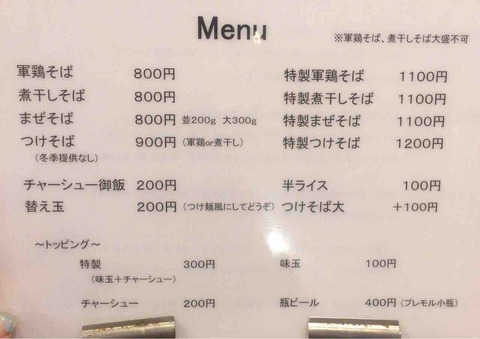 Menu
※軍鶏そば、煮干しそば大盛不可
軍鶏そば 800円 特製軍鶏そば 1100円
煮干しそば 800円 特製煮干しそば 1100円
まぜそば 800円 並200g 大300g 特製まぜそば 1100円
つけそば 900円 (軍鶏or煮干し) 特製つけそば 1200円
(冬季提供なし)
チャーシュー御飯 200円 半ライス 100円
替え玉 200円 (つけ麺風にしてどうぞ) つけそば大 +100円
～トッピング～
特製 300円 味玉 100円
(味玉+チャーシュー)
チャーシュー 200円 瓶ビール 400円 (プレモル小瓶)